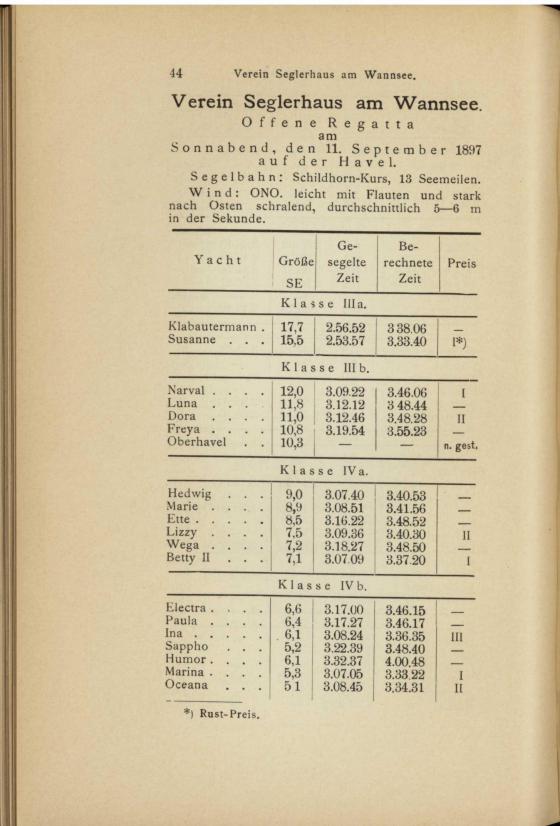 44 Verein Seglerhaus am Wannsee.
Verein Seglerhaus am Wannsee.
Offene Regatta
am
Sonnabend, den 11. September 1897
auf der Havel.
Segelbahn: Schildhorn-Kurs, 13 Seemeilen.
Wind: ONO. leicht mit Flauten und stark
nach Osten schralend, durchschnittlich 5—6 m
in der Sekunde.
Yacht Größe SE Ge-segelte Zeit Be-rechnete Zeit Preis
Klasse IIIa.
Klabautermann . 17,7 2.56.52 3 38.06 —
Susanne . . . 15,5 2.53.57 3,33.40 I*)
Klasse IIIb.
Narval . . . . 12,0 3.09.22 3.46.06 I
Luna . . . . 11,8 3.12.12 3 48.44 —
Dora . . . . 11,0 3.12.46 3,48.28 II
Freya . . . . 10,8 3.19.54 3.55.23 —
Oberhavel . . 10,3 — — n. gest.
Klasse IVa.
Hedwig . . . 9,0 3.07.40 3.40.53 —
Marie . . . . 8,9 3.08.51 3.41.56 —
Ette . . . . . 8,5 3.16.22 3.48.52 —
Lizzy . . . . 7,5 3.09.36 3.40.30 II
Wega . . . . 7,2 3.18,27 3.48.50 —
Betty II . . . 7,1 3.07.09 3.37.20 I
Klasse IVb.
Electra . . . . 6,6 3.17.00 3.46.15 —
Paula . . . . 6,4 3.17.27 3.46.17 —
Ina . . . . . 6,1 3.08.24 3.36.35 III
Sappho . . . 5,2 3.22.39 3.48.40 —
Humor . . . . 6,1 3.32.37 4.00,48 —
Marina . . . . 5,3 3.07.05 3.33.22 I
Oceana . . . 5 1 3.08.45 3,34.31 II
*) Rust-Preis.